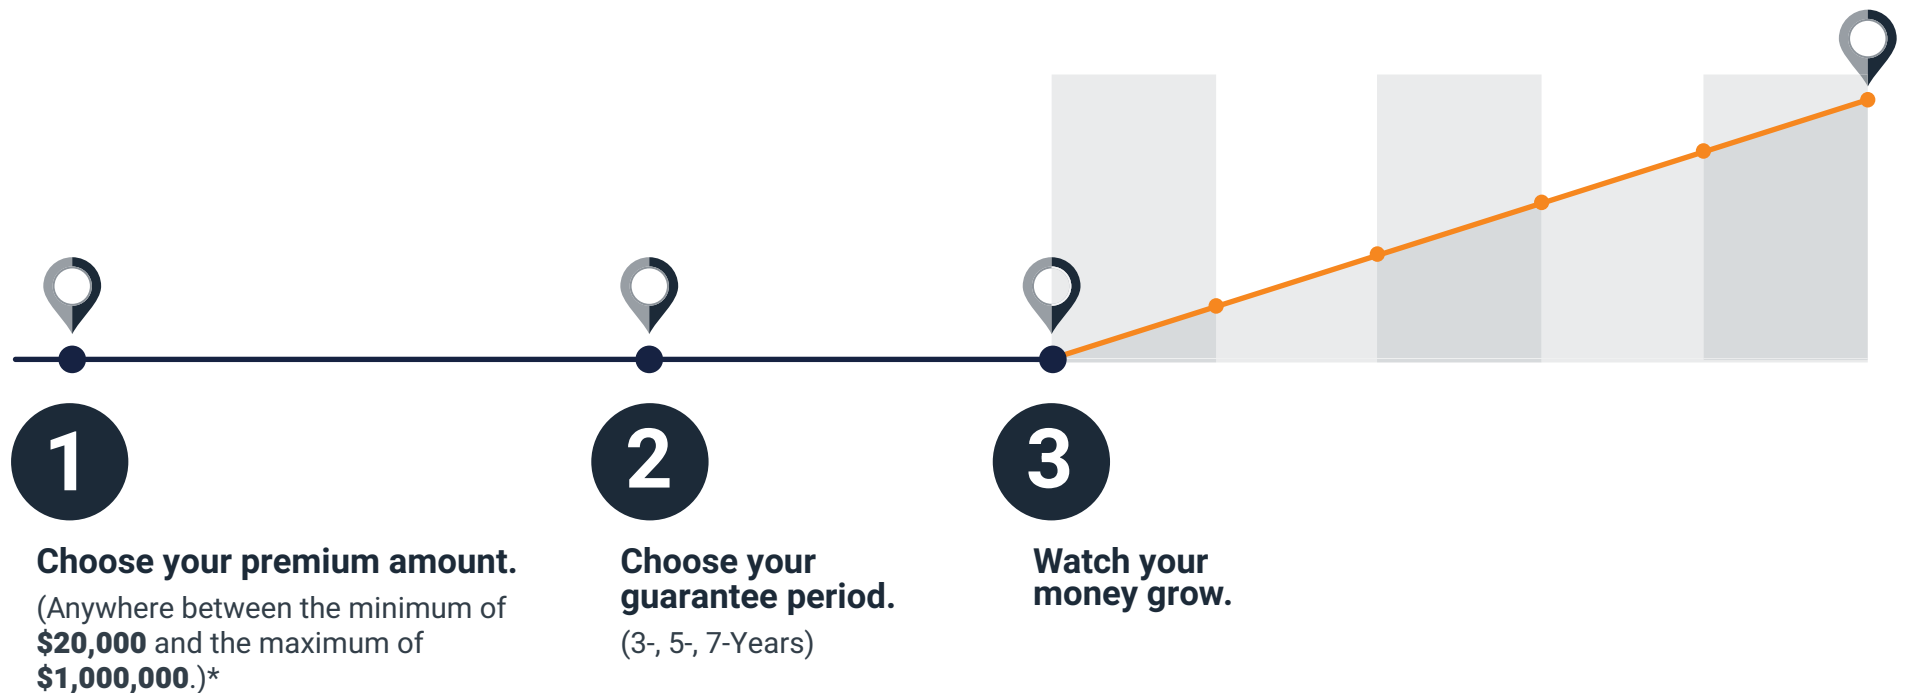 1
Choose your premium amount.
(Anywhere between the minimum of
$20,000 and the maximum of
$1,000,000.)*
2
Choose your
guarantee period.
(3-, 5-, 7-Years)
3
Watch your
money grow.